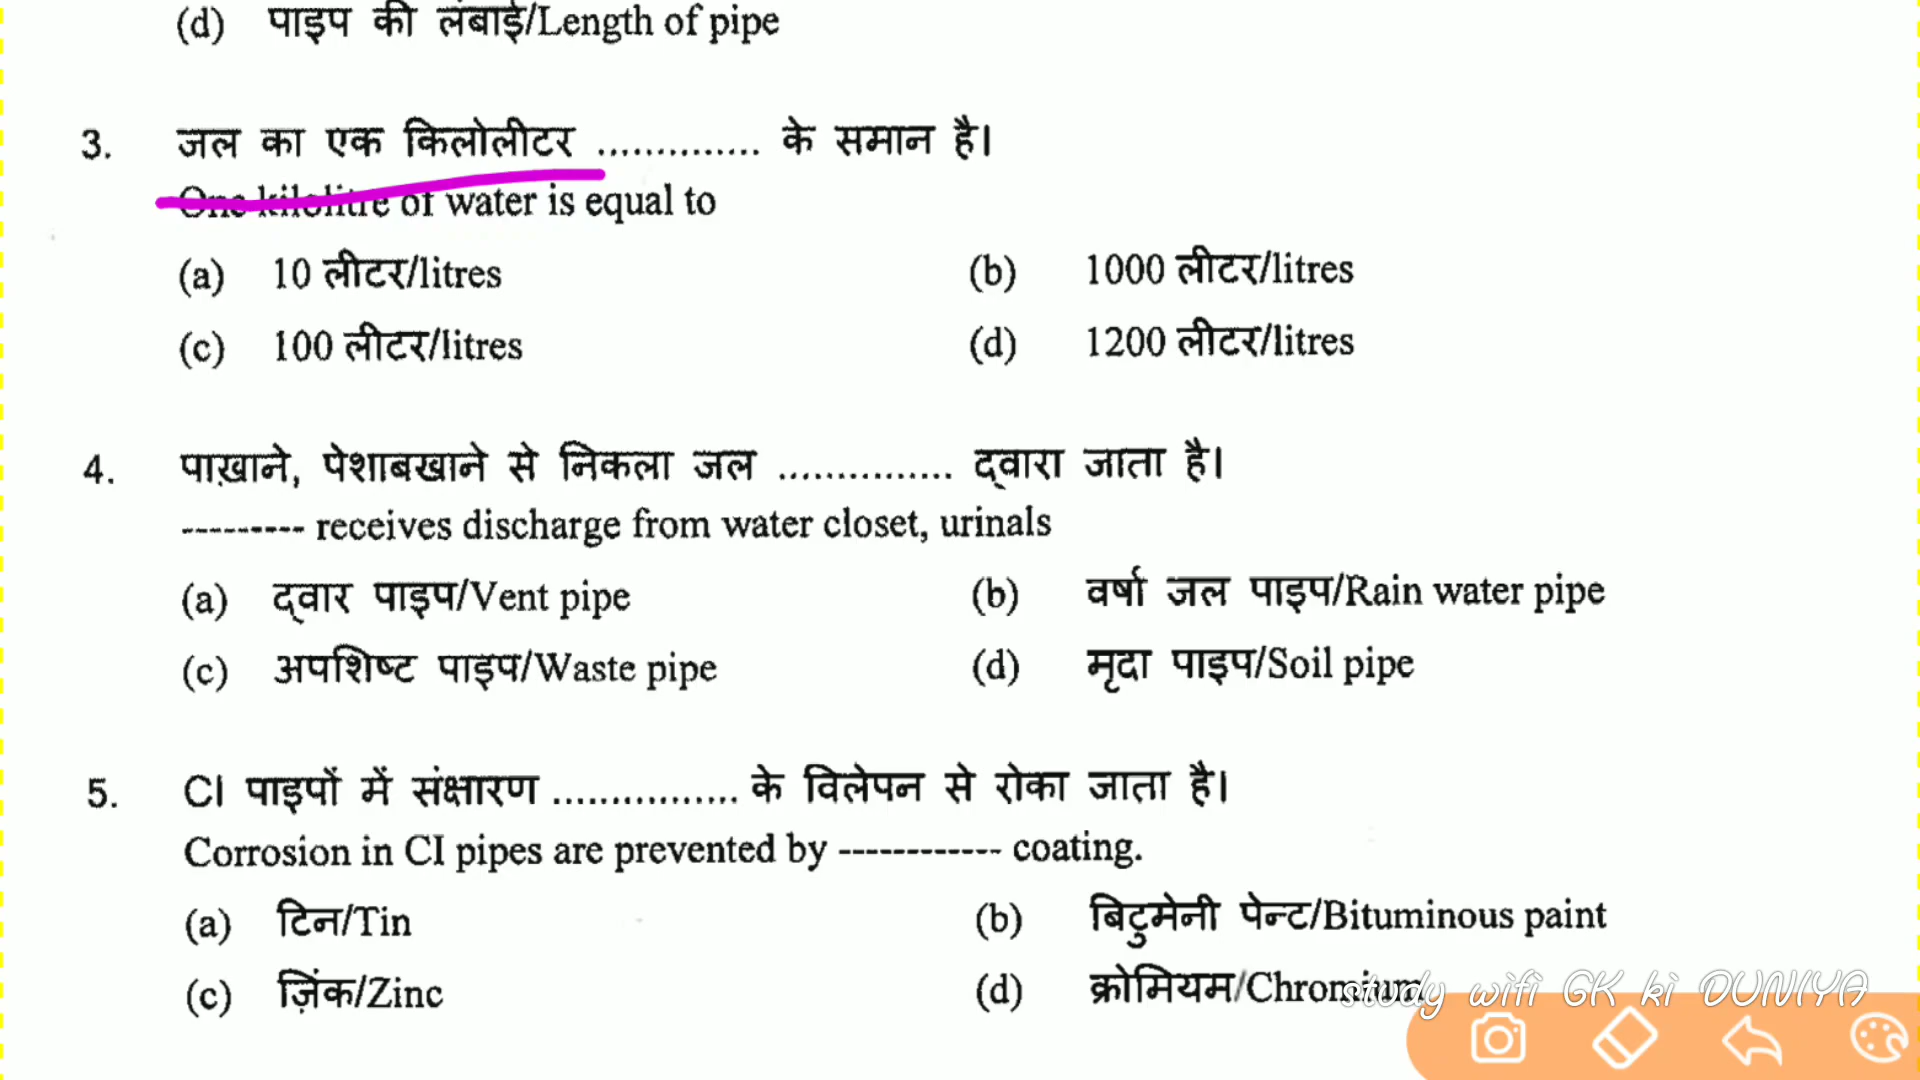 (d) पाइप की लंबाई/Length of pipe
3. जल का एक किलोलीटर .............. के समान है।
One kilolitre of water is equal to
(a) 10 लीटर/litres
(b) 1000 लीटर/litres
(c) 100 लीटर/litres
(d) 1200 लीटर/litres
4. पाख़ाने, पेशाबखाने से निकला जल ............... द्वारा जाता है।
--------- receives discharge from water closet, urinals
(a) द्वार पाइप/Vent pipe
(b) वर्षा जल पाइप/Rain water pipe
(c) अपशिष्ट पाइप/Waste pipe
(d) मृदा पाइप/Soil pipe
5. CI पाइपों में संक्षारण ................ के विलेपन से रोका जाता है।
Corrosion in CI pipes are prevented by ------------ coating.
(a) टिन/Tin
(b) बिटुमेनी पेन्ट/Bituminous paint
(c) ज़िंक/Zinc
(d) क्रोमियम/Chromium
study wifi GK ki DUNIYA